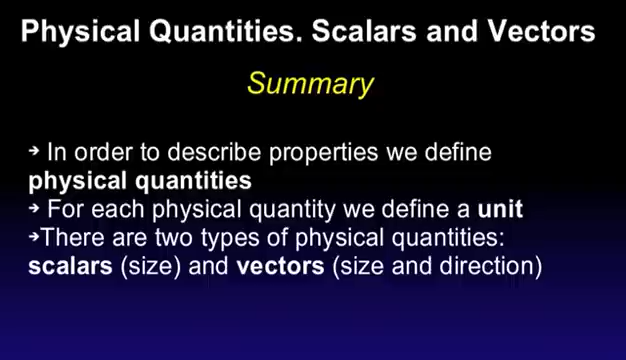 Physical Quantities. Scalars and Vectors
Summary
➔ In order to describe properties we define
physical quantities
➔ For each physical quantity we define a unit
➔There are two types of physical quantities:
scalars (size) and vectors (size and direction)